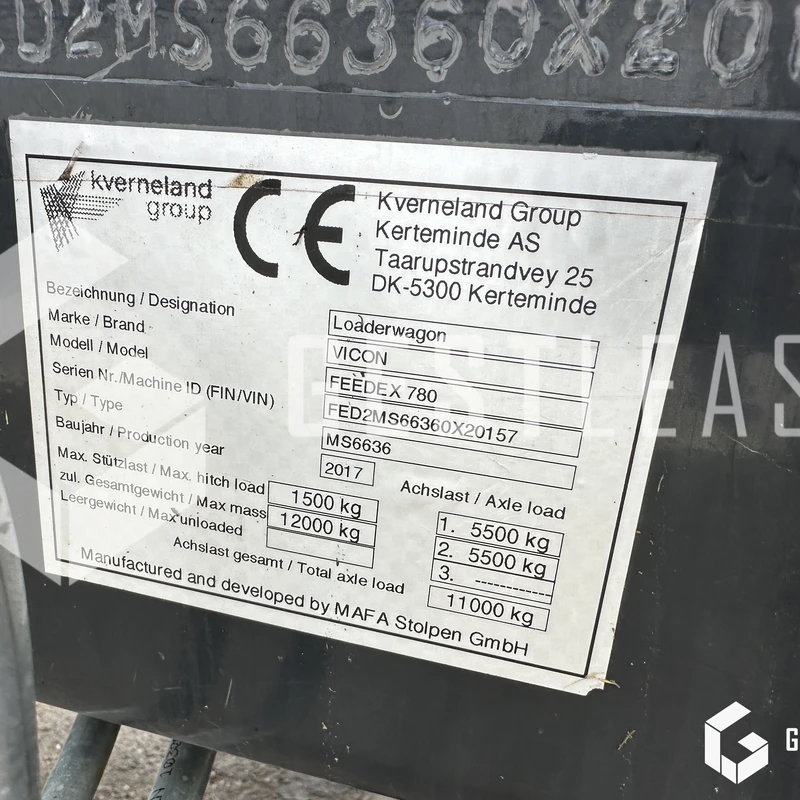 D2MS66360X20
kverneland
group
CE
Kverneland Group
Kerteminde AS
Taarupstrandvey 25
DK-5300 Kerteminde
Bezeichnung / Designation Loaderwagon
Marke / Brand VICON
Modell / Model FEEDEX 780
Serien Nr./Machine ID (FIN/VIN) FED2MS66360X20157
Typ / Type MS6636
Baujahr / Production year 2017
Max. Stützlast / Max. hitch load 1500 kg
zul. Gesamtgewicht / Max mass 12000 kg
Leergewicht / Max unloaded
Achslast / Axle load
1. 5500 kg
2. 5500 kg
3. ------------
Achslast gesamt / Total axle load 11000 kg
Manufactured and developed by MAFA Stolpen GmbH
GESTLEAS
G